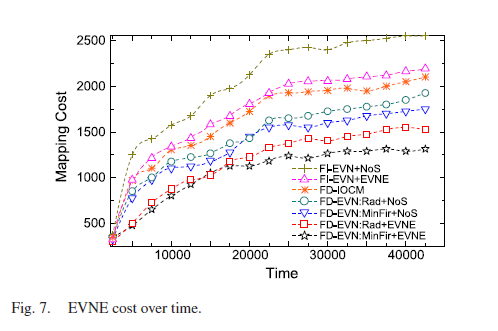 2500
2000
1500
1000
500
Mapping Cost
FI-EVN+NoS
FI-EVN+EVNE
FD-IOCM
FD-EVN:Rad+NoS
FD-EVN:MinFir+NoS
FD-EVN:Rad+EVNE
FD-EVN:MinFir+EVNE
10000 20000 30000 40000
Time
Fig. 7. EVNE cost over time.